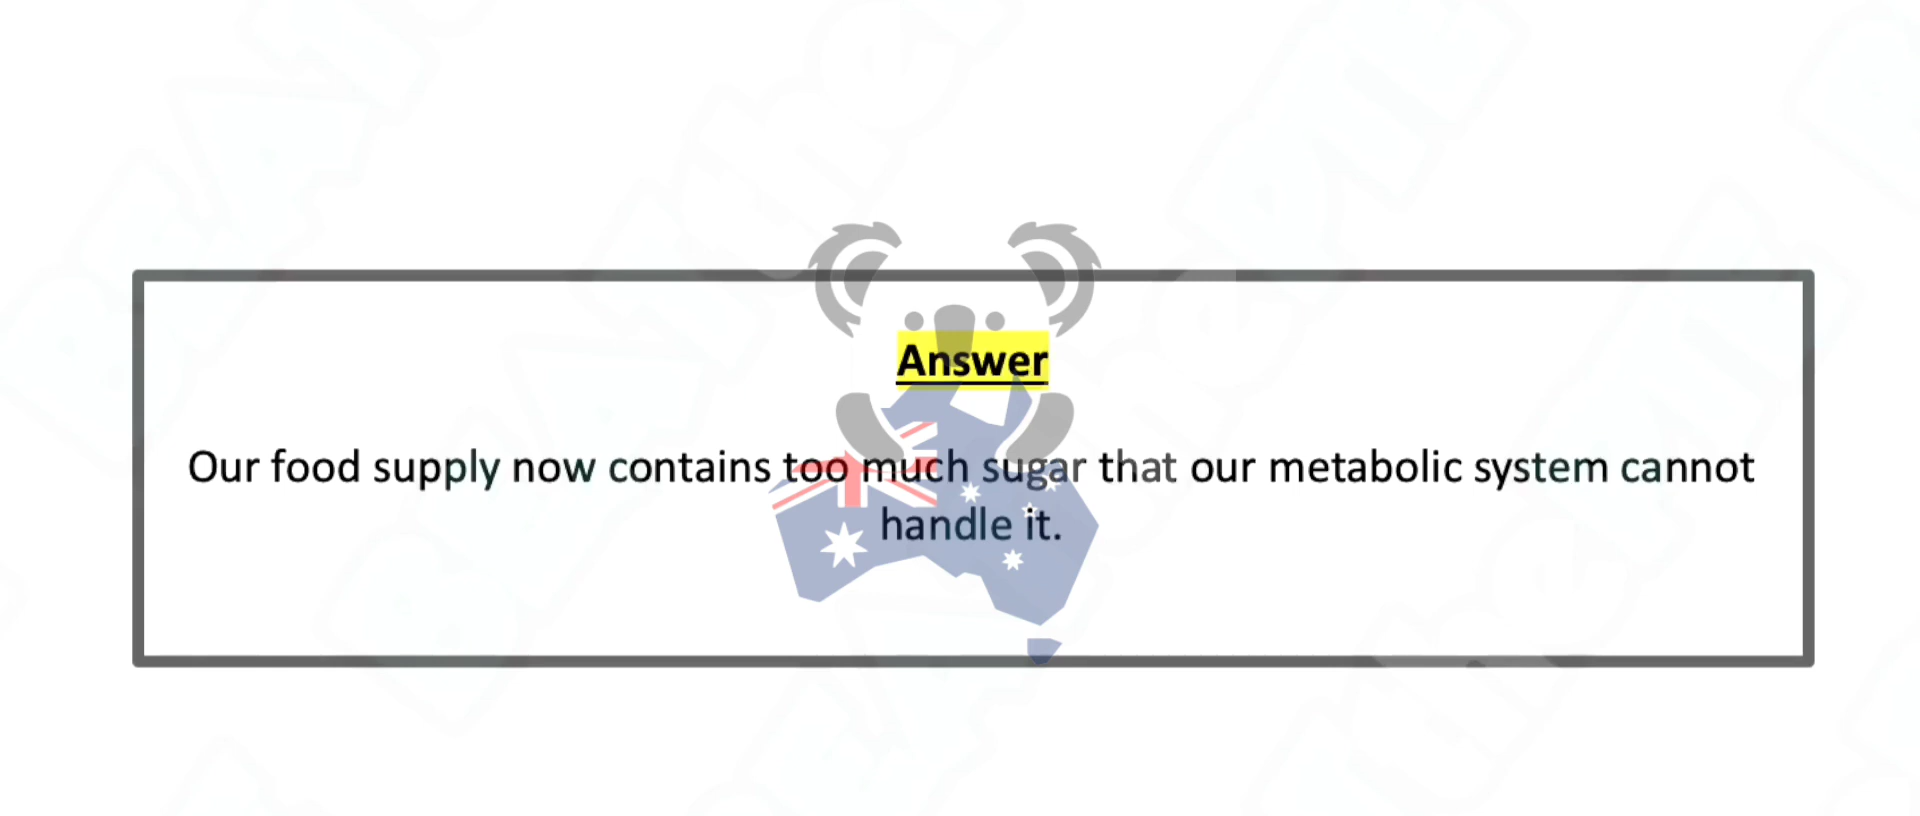 Answer
Our food supply now contains too much sugar that our metabolic system cannot
handle it.